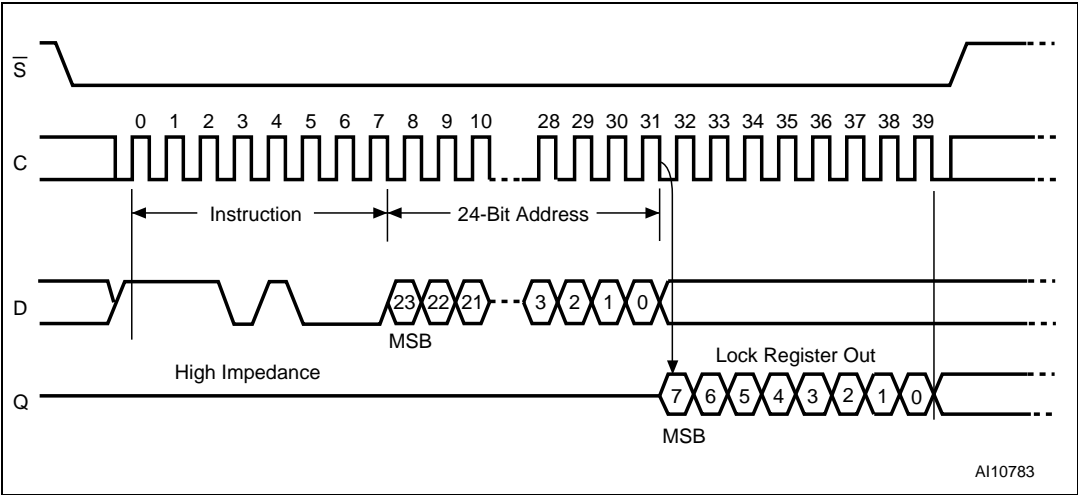 S
0 1 2 3 4 5 6 7 8 9 10 28 29 30 31 32 33 34 35 36 37 38 39
C
Instruction 24-Bit Address
D
23 22 21 3 2 1 0
MSB
High Impedance
Lock Register Out
Q
7 6 5 4 3 2 1 0
MSB
AI10783